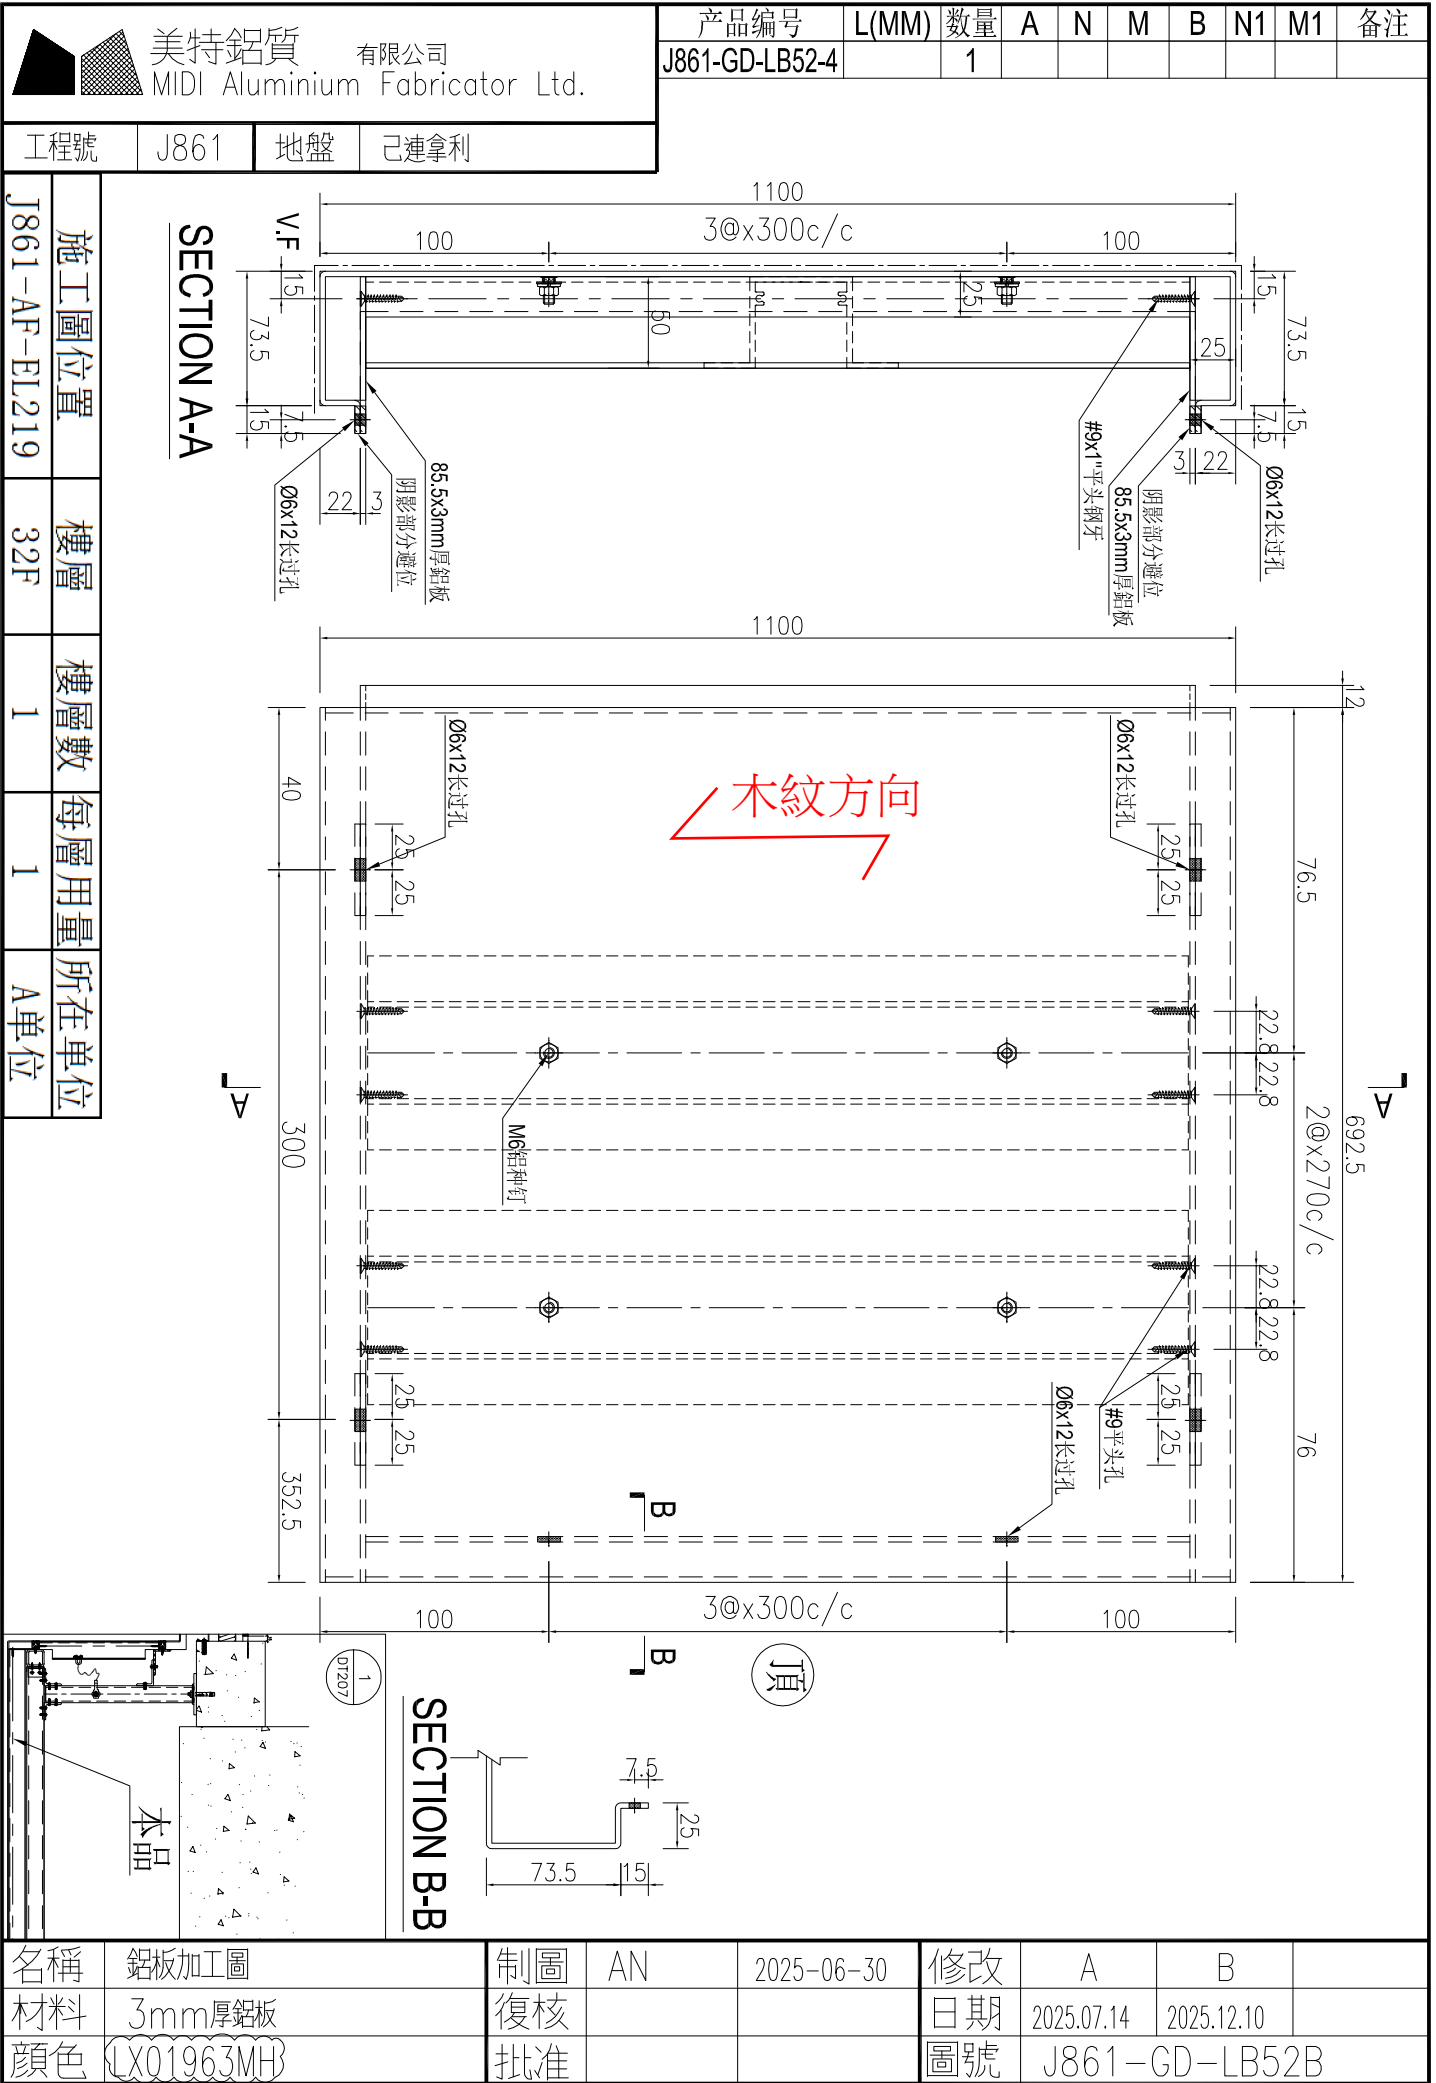 美特鋁質 有限公司
MIDI Aluminium Fabricator Ltd.
工程號 J861 地盤 己連拿利
产品编号 L(MM) 数量 A N M B N1 M1 备注
J861-GD-LB52-4 1
施工圖位置 樓層 樓層數 每層用量 所在单位
J861-AF-EL219 32F 1 1 A单位
SECTION A-A
V.F
1100
100 3@x300c/c 100
15
73.5
7.5
15
50
25
25
15
73.5
7.5
15
22 3
3 22
Ø6x12长过孔
阴影部分避位
85.5x3mm厚鋁板
#9x1"平头钢牙
85.5x3mm厚鋁板
阴影部分避位
Ø6x12长过孔
1100
12
Ø6x12长过孔
Ø6x12长过孔
木紋方向
40
25
25
25
25
76.5
22.8
22.8
A
A
692.5
2@x270c/c
300
M6铝种钉
22.8
22.8
25
25
25
25
#9平头孔
Ø6x12长过孔
76
352.5
B
100 3@x300c/c 100
B
頂
1
DT207
本品
SECTION B-B
7.5
25
73.5 15
名稱 鋁板加工圖 制圖 AN 2025-06-30 修改 A B
材料 3mm厚鋁板 復核 日期 2025.07.14 2025.12.10
顔色 LX01963MH 批准 圖號 J861-GD-LB52B